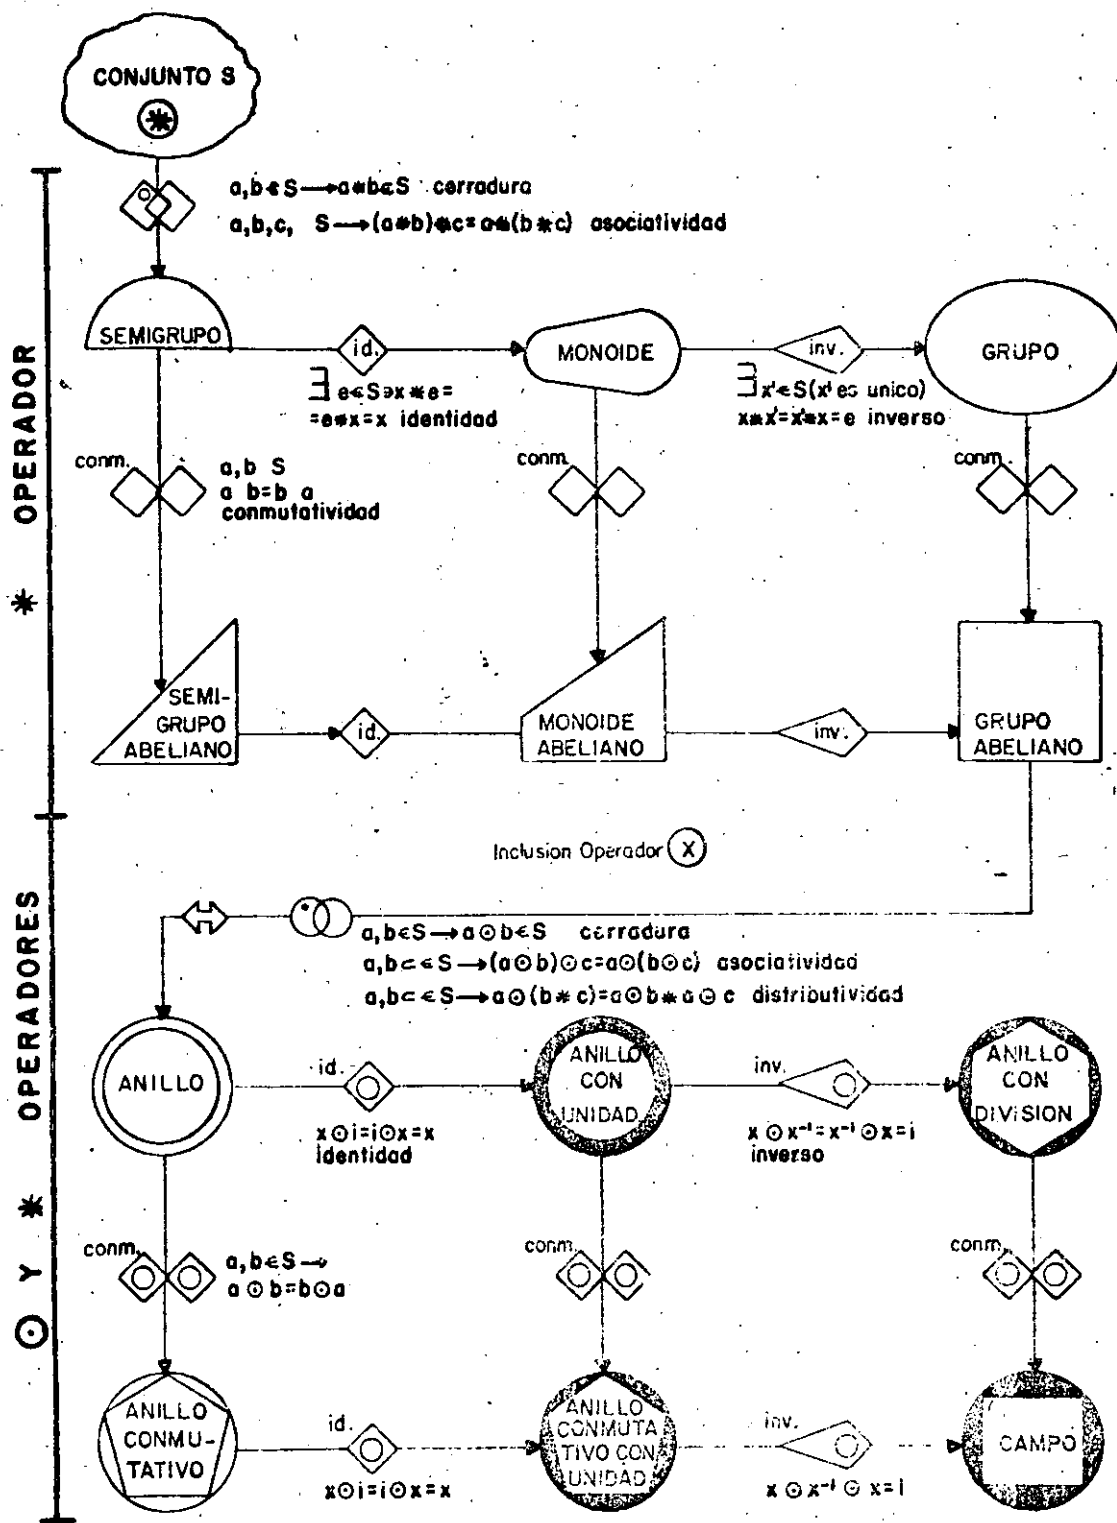 CONJUNTO S
*
a,b∈S→a*b∈S cerradura
a,b,c, S→(a*b)*c=a*(b*c) asociatividad
SEMIGRUPO
id.
MONOIDE
inv.
GRUPO
∃ e∈S∋x*e=
=e*x=x identidad
∃ x'∈S(x' es unico)
x*x'=x'*x=e inverso
conm.
a,b S
a b=b a
conmutatividad
conm.
conm.
* OPERADOR
SEMI-
GRUPO
ABELIANO
id.
MONOIDE
ABELIANO
inv.
GRUPO
ABELIANO
Inclusion Operador X
a,b∈S→a⊙b∈S cerradura
a,b⊂∈S→(a⊙b)⊙c=a⊙(b⊙c) asociatividad
a,b⊂∈S→a⊙(b*c)=a⊙b*a⊙c distributividad
⊙ Y * OPERADORES
ANILLO
id.
x⊙i=i⊙x=x
identidad
ANILLO
CON
UNIDAD
inv.
x⊙x⁻¹=x⁻¹⊙x=i
inverso
ANILLO
CON
DIVISION
conm.
a,b∈S→
a⊙b=b⊙a
conm.
conm.
ANILLO
CONMU-
TATIVO
id.
x⊙i=i⊙x=x
ANILLO
CONMUTA
TIVO CON
UNIDAD
inv.
x⊙x⁻¹⊙x=i
CAMPO